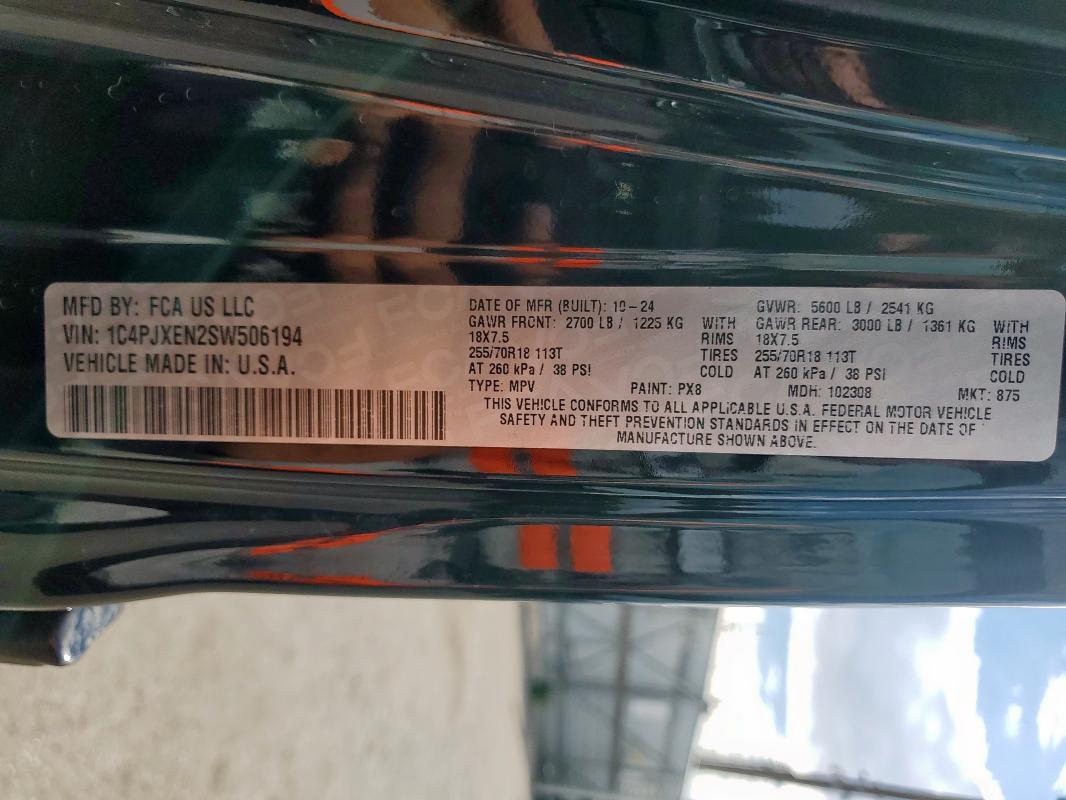 MFD BY: FCA US LLC
VIN: 1C4PJXEN2SW506194
VEHICLE MADE IN: U.S.A.
DATE OF MFR (BUILT): 10-24 GVWR: 5600 LB / 2541 KG
GAWR FRONT: 2700 LB / 1225 KG WITH GAWR REAR: 3000 LB / 1361 KG WITH
18X7.5 RIMS 18X7.5 RIMS
255/70R18 113T TIRES 255/70R18 113T TIRES
AT 260 kPa / 38 PSI COLD AT 260 kPa / 38 PSI COLD
TYPE: MPV PAINT: PX8 MDH: 102308 MKT: 875
THIS VEHICLE CONFORMS TO ALL APPLICABLE U.S.A. FEDERAL MOTOR VEHICLE
SAFETY AND THEFT PREVENTION STANDARDS IN EFFECT ON THE DATE OF
MANUFACTURE SHOWN ABOVE.